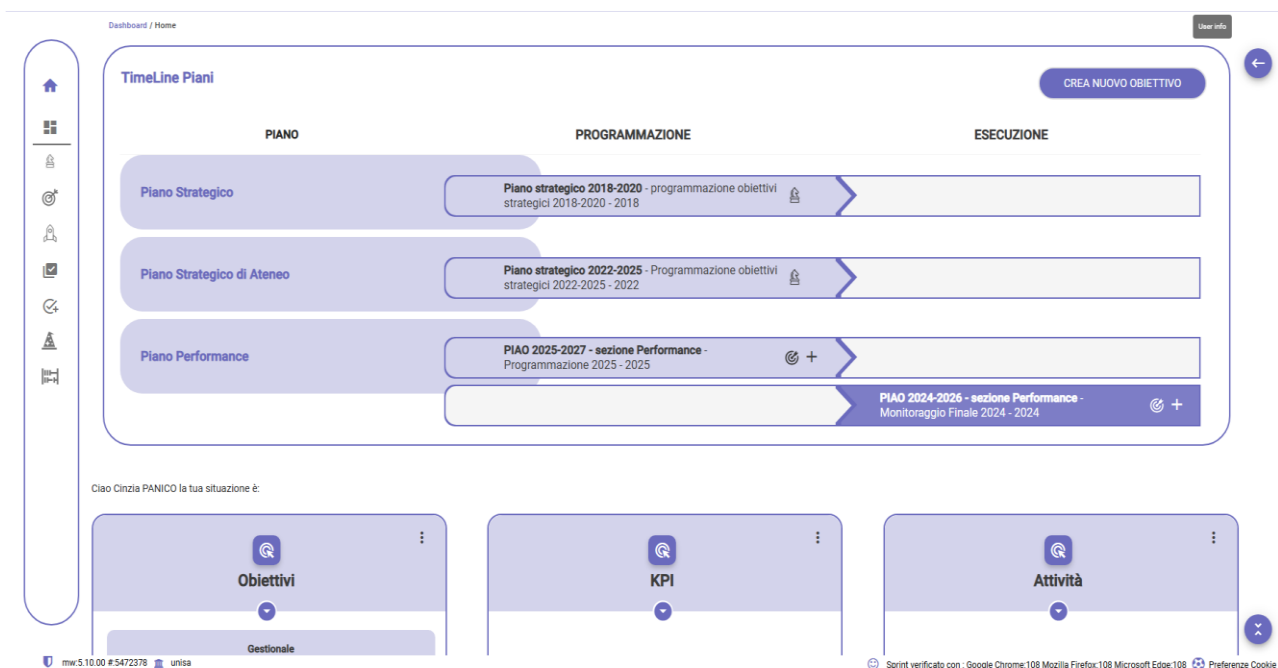 Dashboard / Home
User info
TimeLine Piani
CREA NUOVO OBIETTIVO
PIANO
PROGRAMMAZIONE
ESECUZIONE
Piano Strategico
Piano strategico 2018-2020 - programmazione obiettivi
strategici 2018-2020 - 2018
Piano Strategico di Ateneo
Piano strategico 2022-2025 - Programmazione obiettivi
strategici 2022-2025 - 2022
Piano Performance
PIAO 2025-2027 - sezione Performance -
Programmazione 2025 - 2025
PIAO 2024-2026 - sezione Performance -
Monitoraggio Finale 2024 - 2024
Ciao Cinzia PANICO la tua situazione è:
Obiettivi
KPI
Attività
Gestionale
mw:5.10.00 #:5472378 unisa
Sprint verificato con : Google Chrome:108 Mozilla Firefox:108 Microsoft Edge:108 Preferenze Cookie